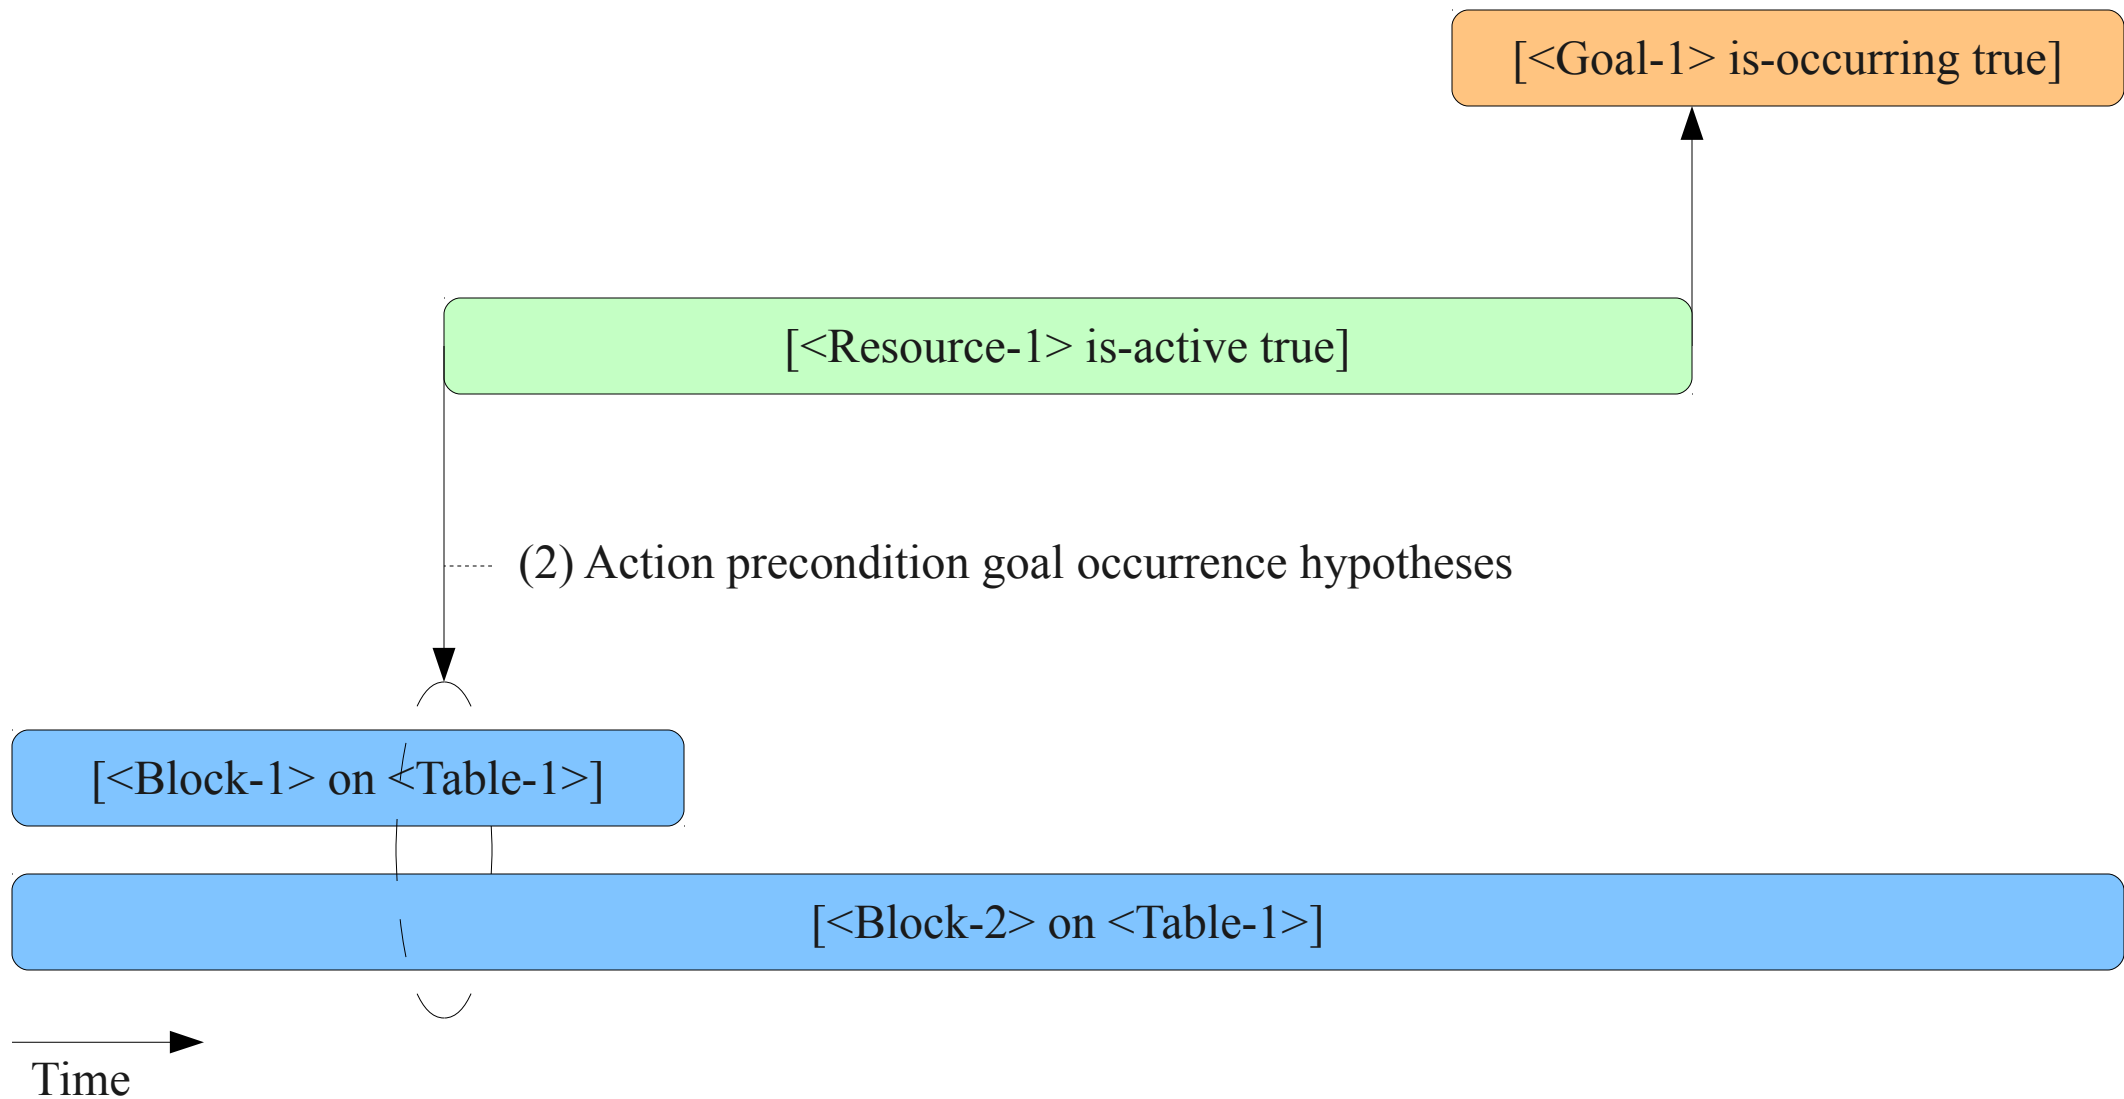 [<Goal-1> is-occurring true]
[<Resource-1> is-active true]
(2) Action precondition goal occurrence hypotheses
[<Block-1> on <Table-1>]
[<Block-2> on <Table-1>]
Time